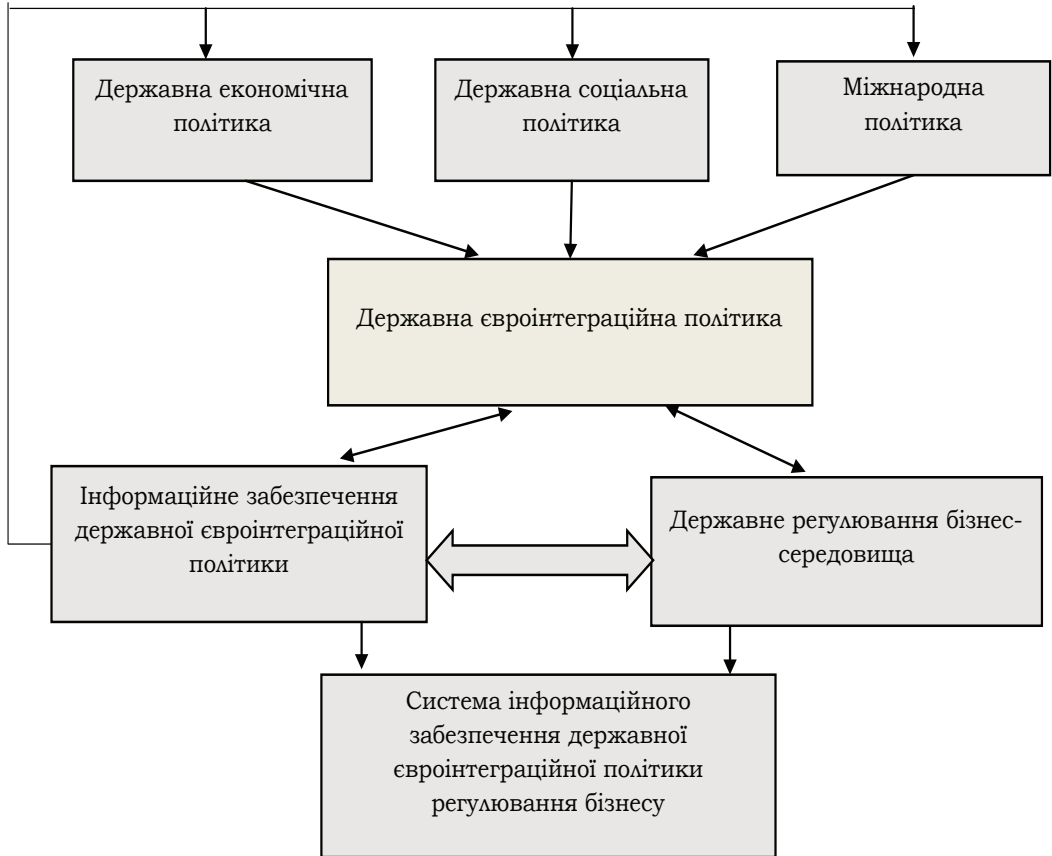 Державна економічна
політика
Державна соціальна
політика
Міжнародна
політика
Державна євроінтеграційна політика
Інформаційне забезпечення
державної євроінтеграційної
політики
Державне регулювання бізнес-
середовища
Система інформаційного
забезпечення державної
євроінтеграційної політики
регулювання бізнесу